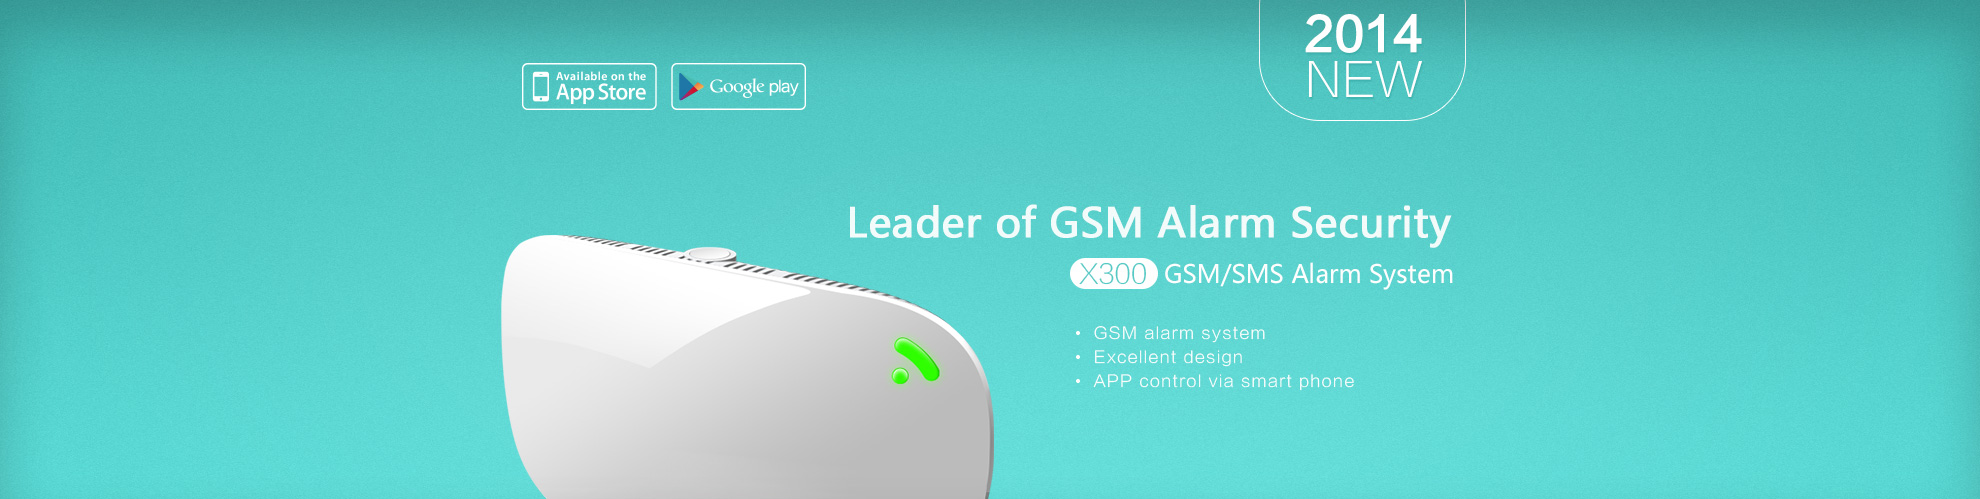 2014
NEW
Available on the
App Store
Google play
Leader of GSM Alarm Security
X300 GSM/SMS Alarm System
• GSM alarm system
• Excellent design
• APP control via smart phone